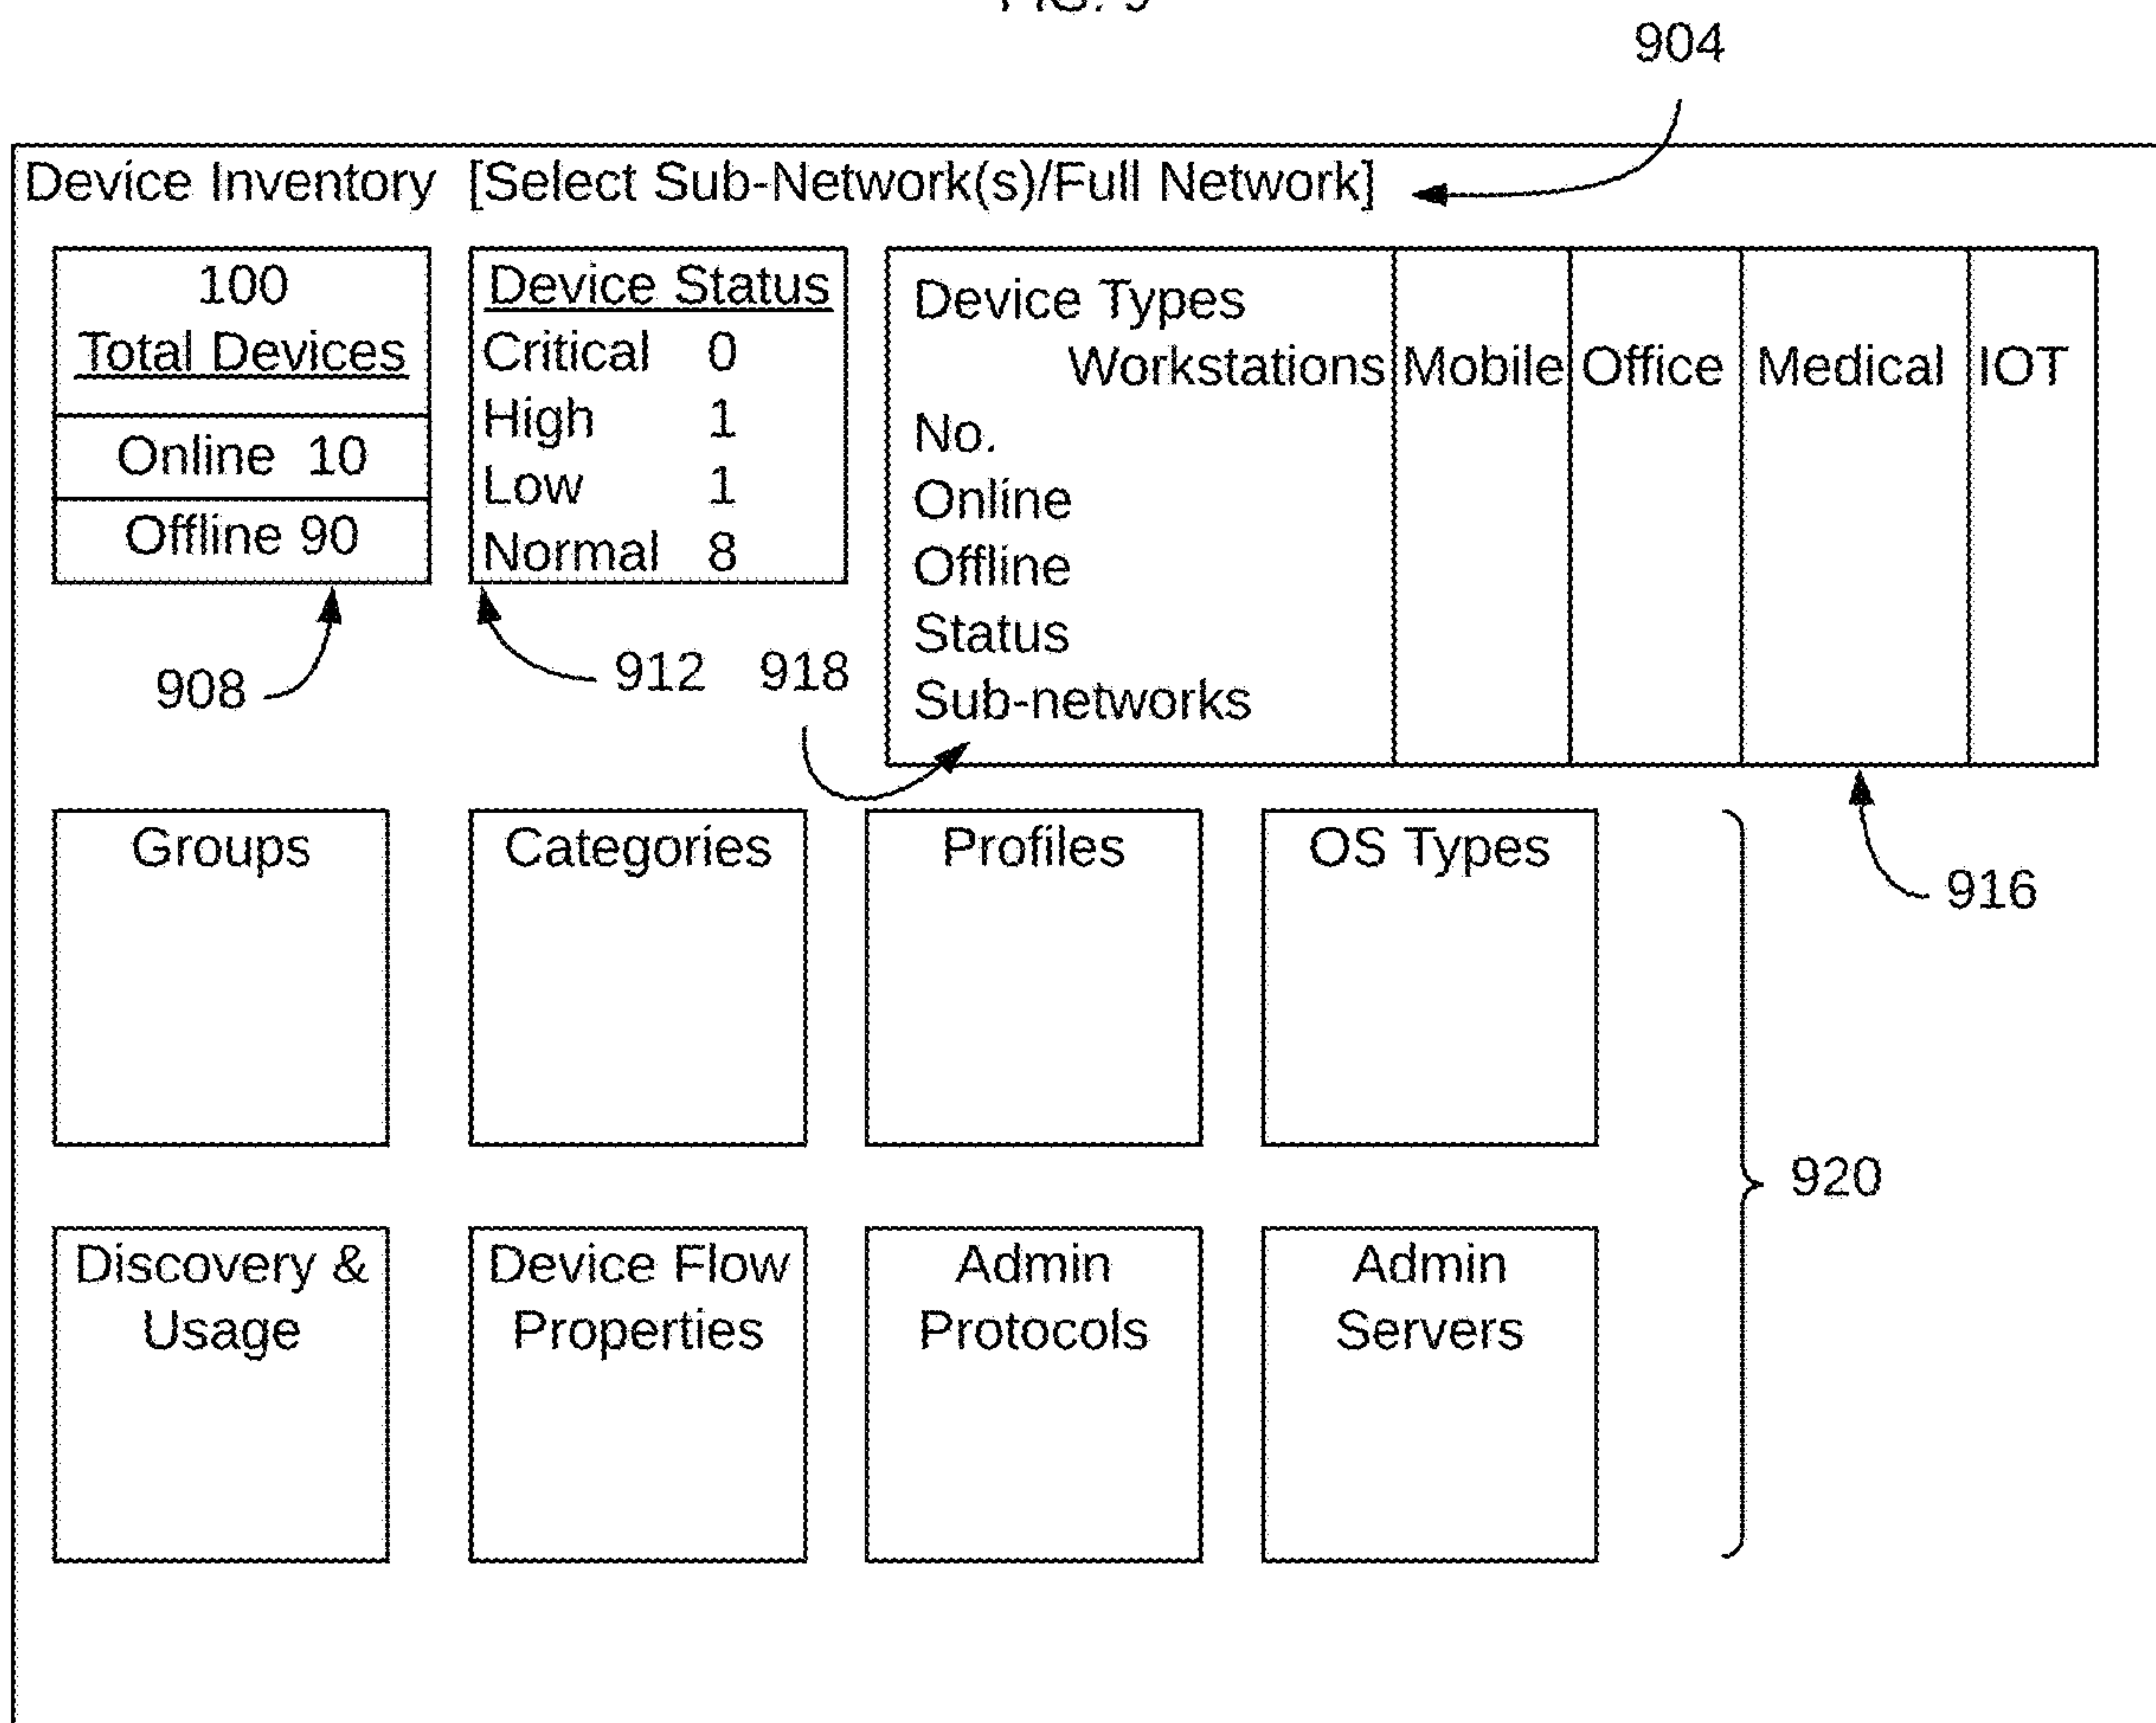 904
Device Inventory [Select Sub-Network(s)/Full Network]
100
Total Devices
Online 10
Offline 90
Device Status
Critical 0
High 1
Low 1
Normal 8
Device Types
Workstations Mobile Office Medical IOT
No.
Online
Offline
Status
Sub-networks
908
912
918
916
Groups
Categories
Profiles
OS Types
920
Discovery &
Usage
Device Flow
Properties
Admin
Protocols
Admin
Servers